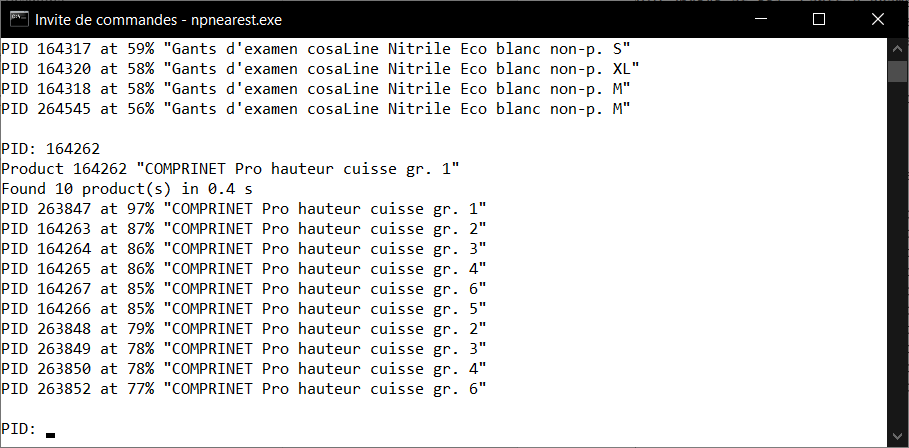 Invite de commandes - npnearest.exe
PID 164317 at 59% "Gants d'examen cosaLine Nitrile Eco blanc non-p. S"
PID 164320 at 58% "Gants d'examen cosaLine Nitrile Eco blanc non-p. XL"
PID 164318 at 58% "Gants d'examen cosaLine Nitrile Eco blanc non-p. M"
PID 264545 at 56% "Gants d'examen cosaLine Nitrile Eco blanc non-p. M"
PID: 164262
Product 164262 "COMPRINET Pro hauteur cuisse gr. 1"
Found 10 product(s) in 0.4 s
PID 263847 at 97% "COMPRINET Pro hauteur cuisse gr. 1"
PID 164263 at 87% "COMPRINET Pro hauteur cuisse gr. 2"
PID 164264 at 86% "COMPRINET Pro hauteur cuisse gr. 3"
PID 164265 at 86% "COMPRINET Pro hauteur cuisse gr. 4"
PID 164267 at 85% "COMPRINET Pro hauteur cuisse gr. 6"
PID 164266 at 85% "COMPRINET Pro hauteur cuisse gr. 5"
PID 263848 at 79% "COMPRINET Pro hauteur cuisse gr. 2"
PID 263849 at 78% "COMPRINET Pro hauteur cuisse gr. 3"
PID 263850 at 78% "COMPRINET Pro hauteur cuisse gr. 4"
PID 263852 at 77% "COMPRINET Pro hauteur cuisse gr. 6"
PID: